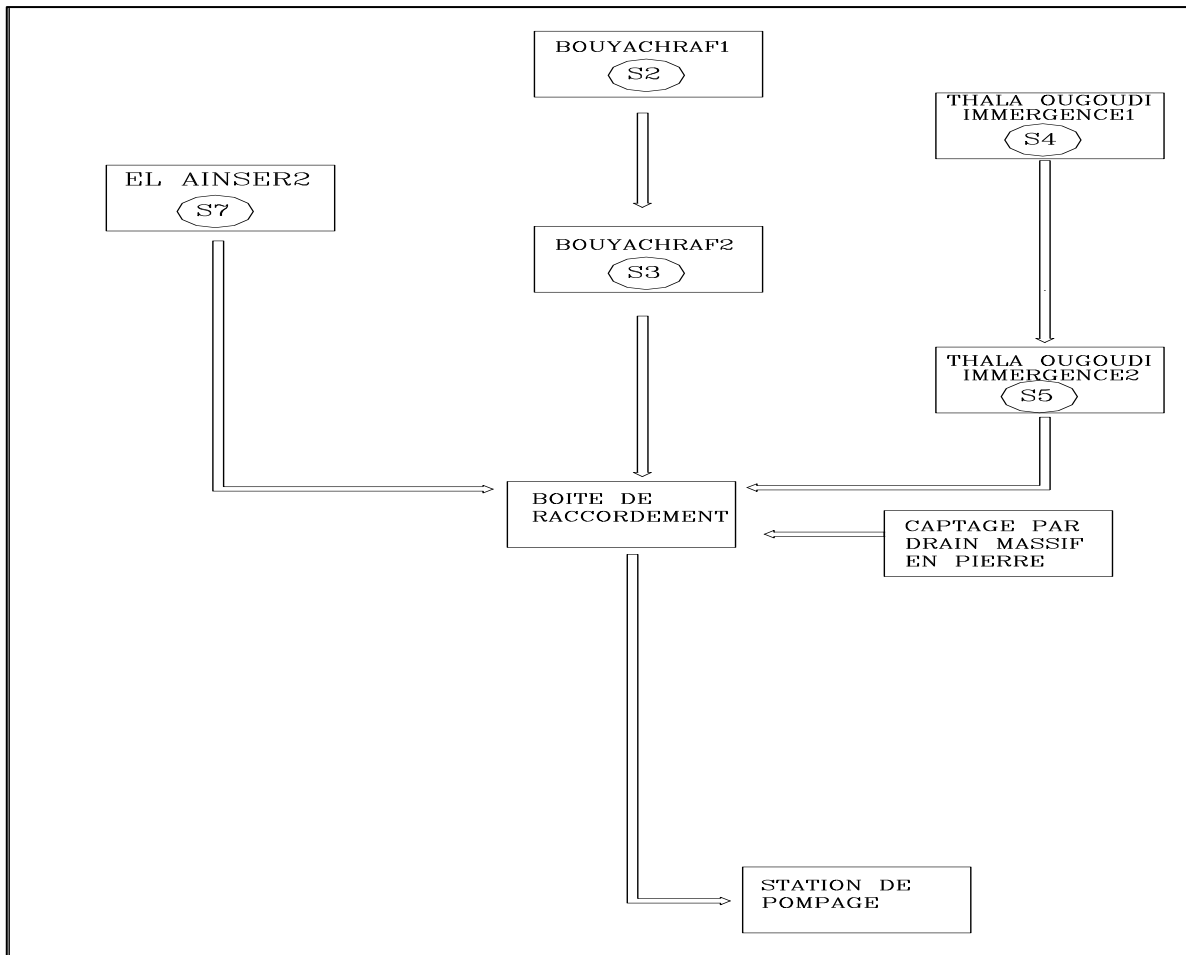 BOUYACHRAF1
S2
THALA OUGOUDI
IMMERGENCE1
S4
EL AINSER2
S7
BOUYACHRAF2
S3
THALA OUGOUDI
IMMERGENCE2
S5
BOITE DE
RACCORDEMENT
CAPTAGE PAR
DRAIN MASSIF
EN PIERRE
STATION DE
POMPAGE